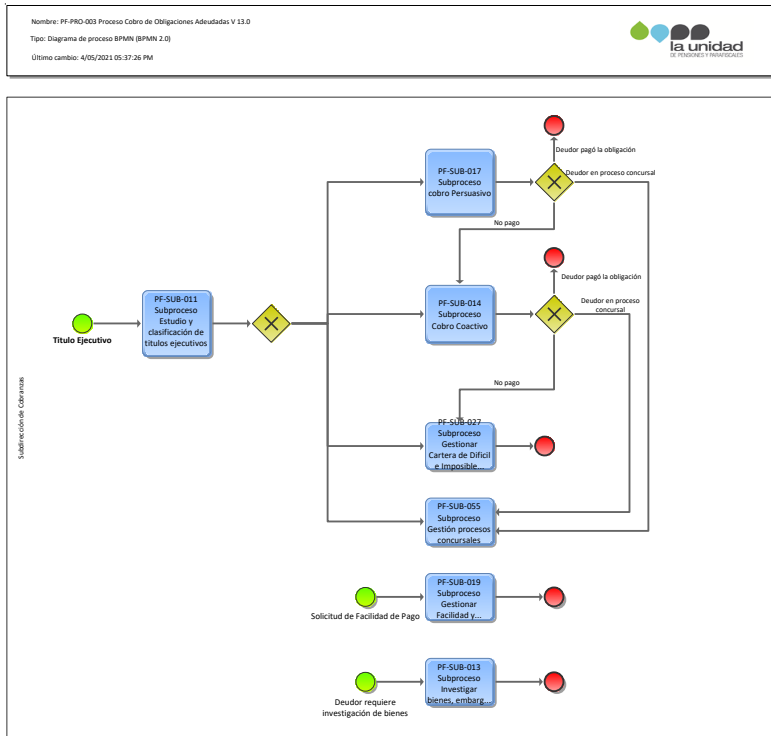 Nombre: PF-PRO-003 Proceso Cobro de Obligaciones Adeudadas V 13.0
Tipo: Diagrama de proceso BPMN (BPMN 2.0)
Último cambio: 4/05/2021 05:37:26 PM
la unidad
DE PENSIONES Y PARAFISCALES
Subdirección de Cobranzas
Titulo Ejecutivo
PF-SUB-011
Subproceso
Estudio y
clasificación de
titulos ejecutivos
PF-SUB-017
Subproceso
cobro Persuasivo
Deudor pagó la obligación
Deudor en proceso concursal
No pago
PF-SUB-014
Subproceso
Cobro Coactivo
Deudor pagó la obligación
Deudor en proceso
concursal
No pago
PF-SUB-027
Subproceso
Gestionar
Cartera de Dificil
e Imposible...
PF-SUB-055
Subproceso
Gestión procesos
concursales
Solicitud de Facilidad de Pago
PF-SUB-019
Subproceso
Gestionar
Facilidad y...
Deudor requiere
investigación de bienes
PF-SUB-013
Subproceso
Investigar
bienes, embarg...